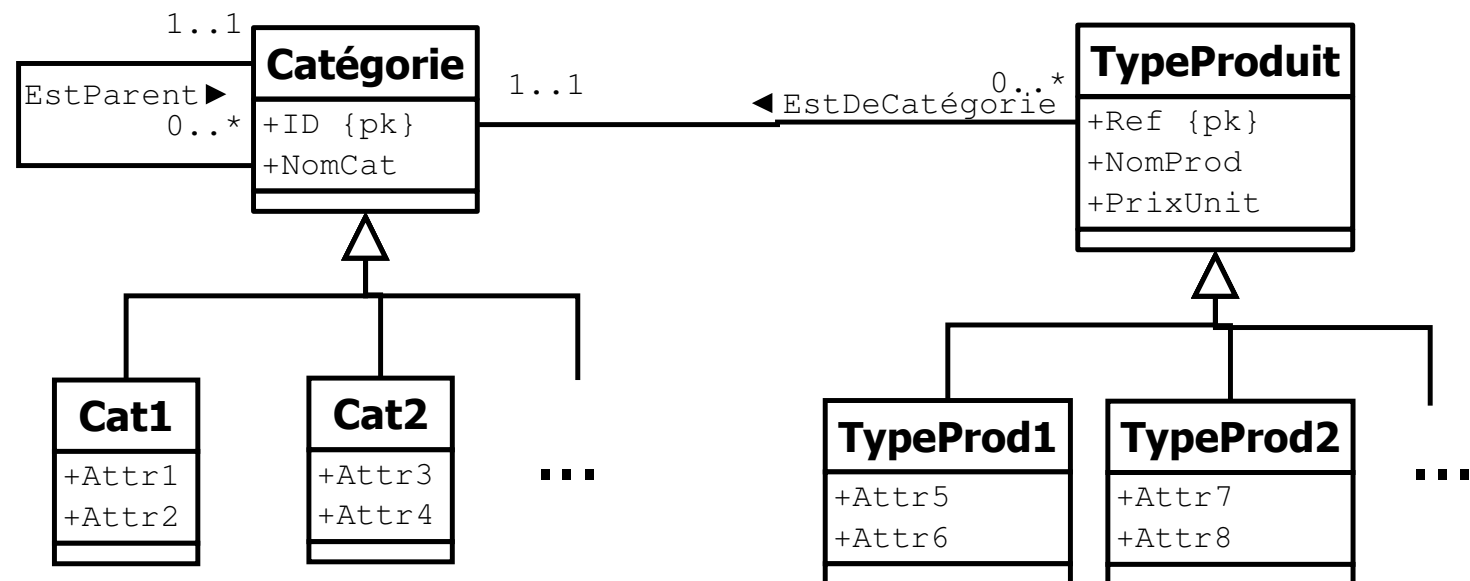 1..1
Catégorie
EstParent►
0..*
+ID {pk}
+NomCat
1..1
◄EstDeCatégorie
0..*
TypeProduit
+Ref {pk}
+NomProd
+PrixUnit
Cat1
+Attr1
+Attr2
Cat2
+Attr3
+Attr4
...
TypeProd1
+Attr5
+Attr6
TypeProd2
+Attr7
+Attr8
...